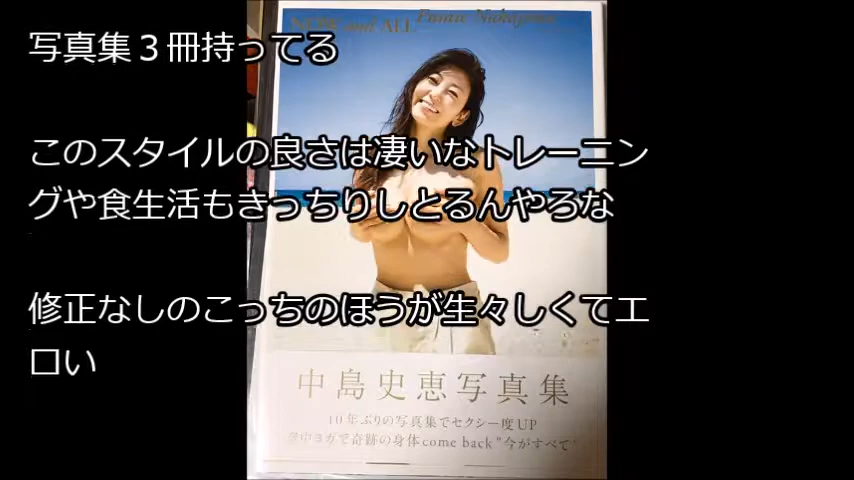 NOW and ALL
Fumie Nakajima
写真集３冊持ってる
このスタイルの良さは凄いなトレーニン
グや食生活もきっちりしとるんやろな
修正なしのこっちのほうが生々しくてエ
ロい
中島史恵写真集
10年ぶりの写真集でセクシー度UP
空中ヨガで奇跡の身体come back "今がすべて"